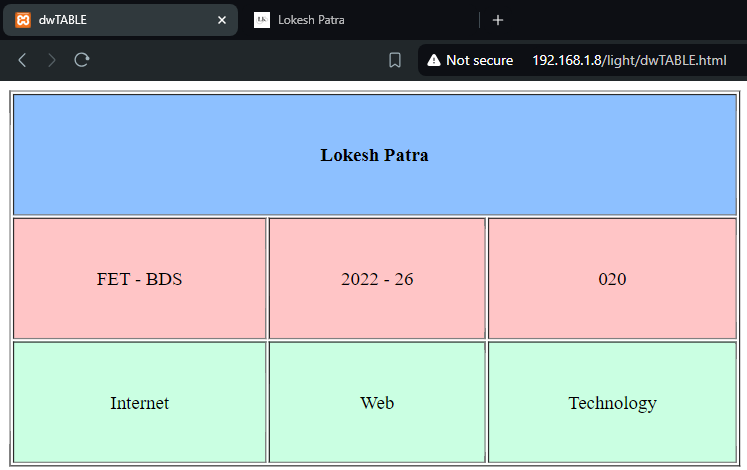 dwTABLE
Lokesh Patra
Not secure 192.168.1.8/light/dwTABLE.html
Lokesh Patra
FET - BDS 2022 - 26 020
Internet Web Technology